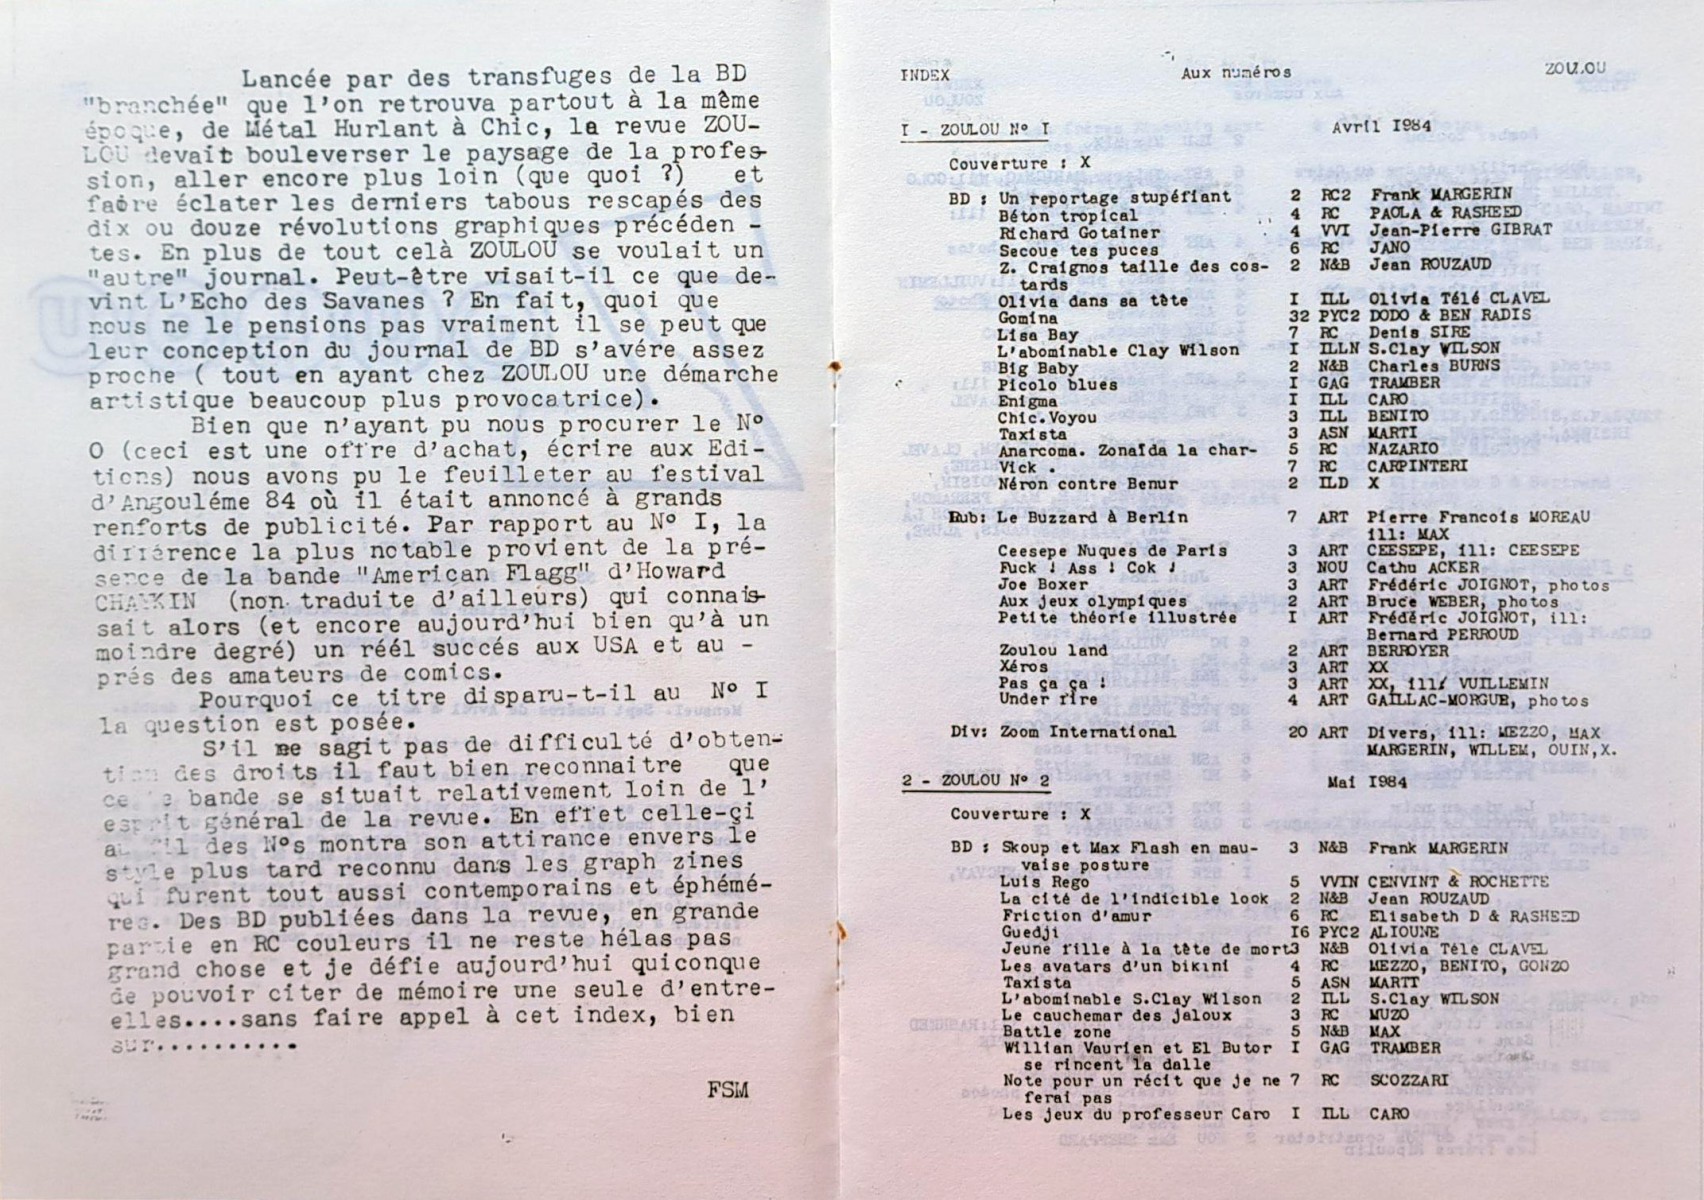 Lancée par des transfuges de la BD
"branchée" que l'on retrouva partout à la même
époque, de Métal Hurlant à Chic, la revue ZOU-
LOU devait bouleverser le paysage de la profes-
sion, aller encore plus loin (que quoi ?) et
faire éclater les derniers tabous rescapés des
dix ou douze révolutions graphiques précéden -
tes. En plus de tout celà ZOULOU se voulait un
"autre" journal. Peut-être visait-il ce que de-
vint L'Echo des Savanes ? En fait, quoi que
nous ne le pensions pas vraiment il se peut que
leur conception du journal de BD s'avére assez
proche ( tout en ayant chez ZOULOU une démarche
artistique beaucoup plus provocatrice).
Bien que n'ayant pu nous procurer le N°
O (ceci est une offre d'achat, écrire aux Edi-
tions) nous avons pu le feuilleter au festival
d'Angouléme 84 où il était annoncé à grands
renforts de publicité. Par rapport au N° I, la
différence la plus notable provient de la pré-
sence de la bande "American Flagg" d'Howard
CHAYKIN (non traduite d'ailleurs) qui connais-
sait alors (et encore aujourd'hui bien qu'à un
moindre degré) un réél succés aux USA et au -
prés des amateurs de comics.
Pourquoi ce titre disparu-t-il au N° I
la question est posée.
S'il ne sagit pas de difficulté d'obten-
tion des droits il faut bien reconnaitre que
ce e bande se situait relativement loin de l'
esprit général de la revue. En effet celle-çi
au fil des N°s montra son attirance envers le
style plus tard reconnu dans les graph zines
qui furent tout aussi contemporains et éphémé-
res. Des BD publiées dans la revue, en grande
partie en RC couleurs il ne reste hélas pas
grand chose et je défie aujourd'hui quiconque
de pouvoir citer de mémoire une seule d'entre-
elles....sans faire appel à cet index, bien
sur..........
FSM
INDEX Aux numéros ZOULOU
I - ZOULOU N° I Avril I984
Couverture : X
BD : Un reportage stupéfiant 2 RC2 Frank MARGERIN
Béton tropical 4 RC PAOLA & RASHEED
Richard Gotainer 4 VVI Jean-Pierre GIBRAT
Secoue tes puces 6 RC JANO
Z. Craignos taille des cos- 2 N&B Jean ROUZAUD
tards
Olivia dans sa tête I ILL Olivia Télé CLAVEL
Gomina 32 PYC2 DODO & BEN RADIS
Lisa Bay 7 RC Denis SIRE
L'abominable Clay Wilson I ILLN S.Clay WILSON
Big Baby 2 N&B Charles BURNS
Picolo blues I GAG TRAMBER
Enigma I ILL CARO
Chic.Voyou 3 ILL BENITO
Taxista 3 ASN MARTI
Anarcoma. Zonaïda la char- 5 RC NAZARIO
Vick . 7 RC CARPINTERI
Néron contre Benur 2 ILD X
Rub: Le Buzzard à Berlin 7 ART Pierre Francois MOREAU
ill: MAX
Ceesepe Nuques de Paris 3 ART CEESEPE, ill: CEESEPE
Fuck ! Ass ! Cok ! 3 NOU Cathu ACKER
Joe Boxer 3 ART Frédéric JOIGNOT, photos
Aux jeux olympiques 2 ART Bruce WEBER, photos
Petite théorie illustrée I ART Frédéric JOIGNOT, ill:
Bernard PERROUD
Zoulou land 2 ART BERROYER
Xéros 3 ART XX
Pas ça ça ! 3 ART XX, ill/ VUILLEMIN
Under rire 4 ART GAILLAC-MORGUE, photos
Div: Zoom International 20 ART Divers, ill: MEZZO, MAX
MARGERIN, WILLEM, OUIN,X.
2 - ZOULOU N° 2 Mai I984
Couverture : X
BD : Skoup et Max Flash en mau- 3 N&B Frank MARGERIN
vaise posture
Luis Rego 5 VVIN CENVINT & ROCHETTE
La cité de l'indicible look 2 N&B Jean ROUZAUD
Friction d'amur 6 RC Elisabeth D & RASHEED
Guedji I6 PYC2 ALIOUNE
Jeune fille à la tête de mort3 N&B Olivia Télé CLAVEL
Les avatars d'un bikini 4 RC MEZZO, BENITO, GONZO
Taxista 5 ASN MARTT
L'abominable S.Clay Wilson 2 ILL S.Clay WILSON
Le cauchemar des jaloux 3 RC MUZO
Battle zone 5 N&B MAX
Willian Vaurien et El Butor I GAG TRAMBER
se rincent la dalle
Note pour un récit que je ne 7 RC SCOZZARI
ferai pas
Les jeux du professeur Caro I ILL CARO